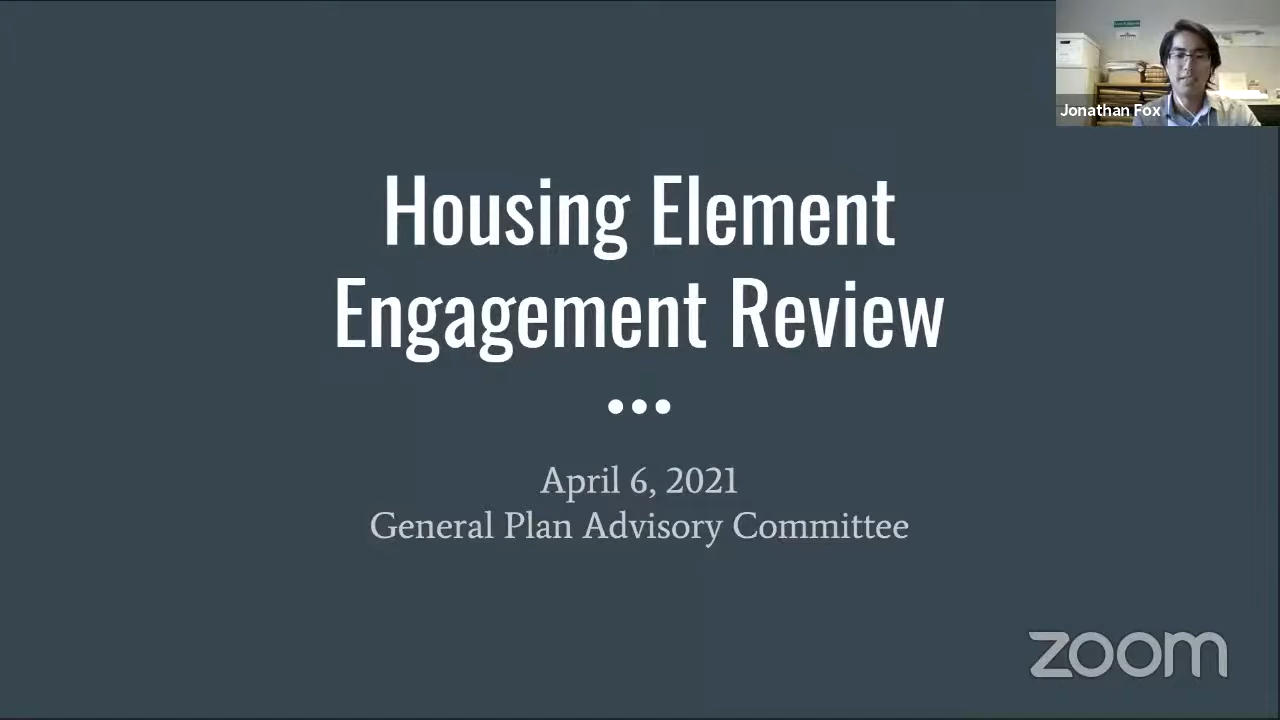 Jonathan Fox
Housing Element
Engagement Review
April 6, 2021
General Plan Advisory Committee
zoom